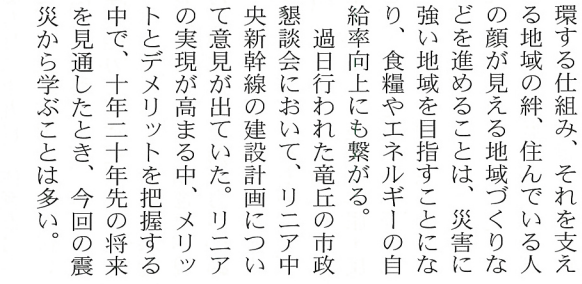 環する仕組み、それを支え
る地域の絆、住んでいる人
の顔が見える地域づくりな
どを進めることは、災害に
強い地域を目指すことにな
り、食糧やエネルギーの自
給率向上にも繋がる。
　過日行われた竜丘の市政
懇談会において、リニア中
央新幹線の建設計画につい
て意見が出ていた。リニア
の実現が高まる中、メリッ
トとデメリットを把握する
中で、十年二十年先の将来
を見通したとき、今回の震
災から学ぶことは多い。